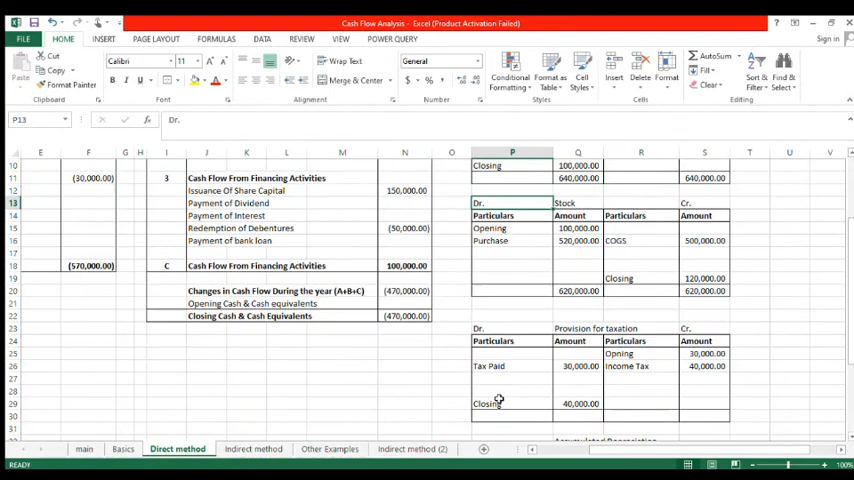 Cash Flow Analysis - Excel (Product Activation Failed)
FILE HOME INSERT PAGE LAYOUT FORMULAS DATA REVIEW VIEW POWER QUERY Sign in
Cut
Copy
Format Painter
Paste
Clipboard
Calibri 11
B I U
Font
Wrap Text
Merge & Center
Alignment
General
$ % ,
Number
Conditional Formatting
Format as Table
Cell Styles
Styles
Insert Delete Format
Cells
AutoSum
Fill
Clear
Sort & Filter
Find & Select
Editing
P13 fx Dr.
E F G H I J K L M N O P Q R S T U V
10 Closing 100,000.00
11 (30,000.00) 3 Cash Flow From Financing Activities 640,000.00 640,000.00
12 Issuance Of Share Capital 150,000.00
13 Payment of Dividend Dr. Stock Cr.
14 Payment of Interest Particulars Amount Particulars Amount
15 Redemption of Debentures (50,000.00) Opening 100,000.00
16 Payment of bank loan Purchase 520,000.00 COGS 500,000.00
18 (570,000.00) C Cash Flow From Financing Activities 100,000.00
19 Closing 120,000.00
20 Changes in Cash Flow During the year (A+B+C) (470,000.00) 620,000.00 620,000.00
21 Opening Cash & Cash equivalents
22 Closing Cash & Cash Equivalents (470,000.00)
23 Dr. Provision for taxation Cr.
24 Particulars Amount Particulars Amount
25 Opning 30,000.00
26 Tax Paid 30,000.00 Income Tax 40,000.00
27
28
29 Closing 40,000.00
30
31
Accumulated Depreciation
main Basics Direct method Indirect method Other Examples Indirect method (2)
READY 100%